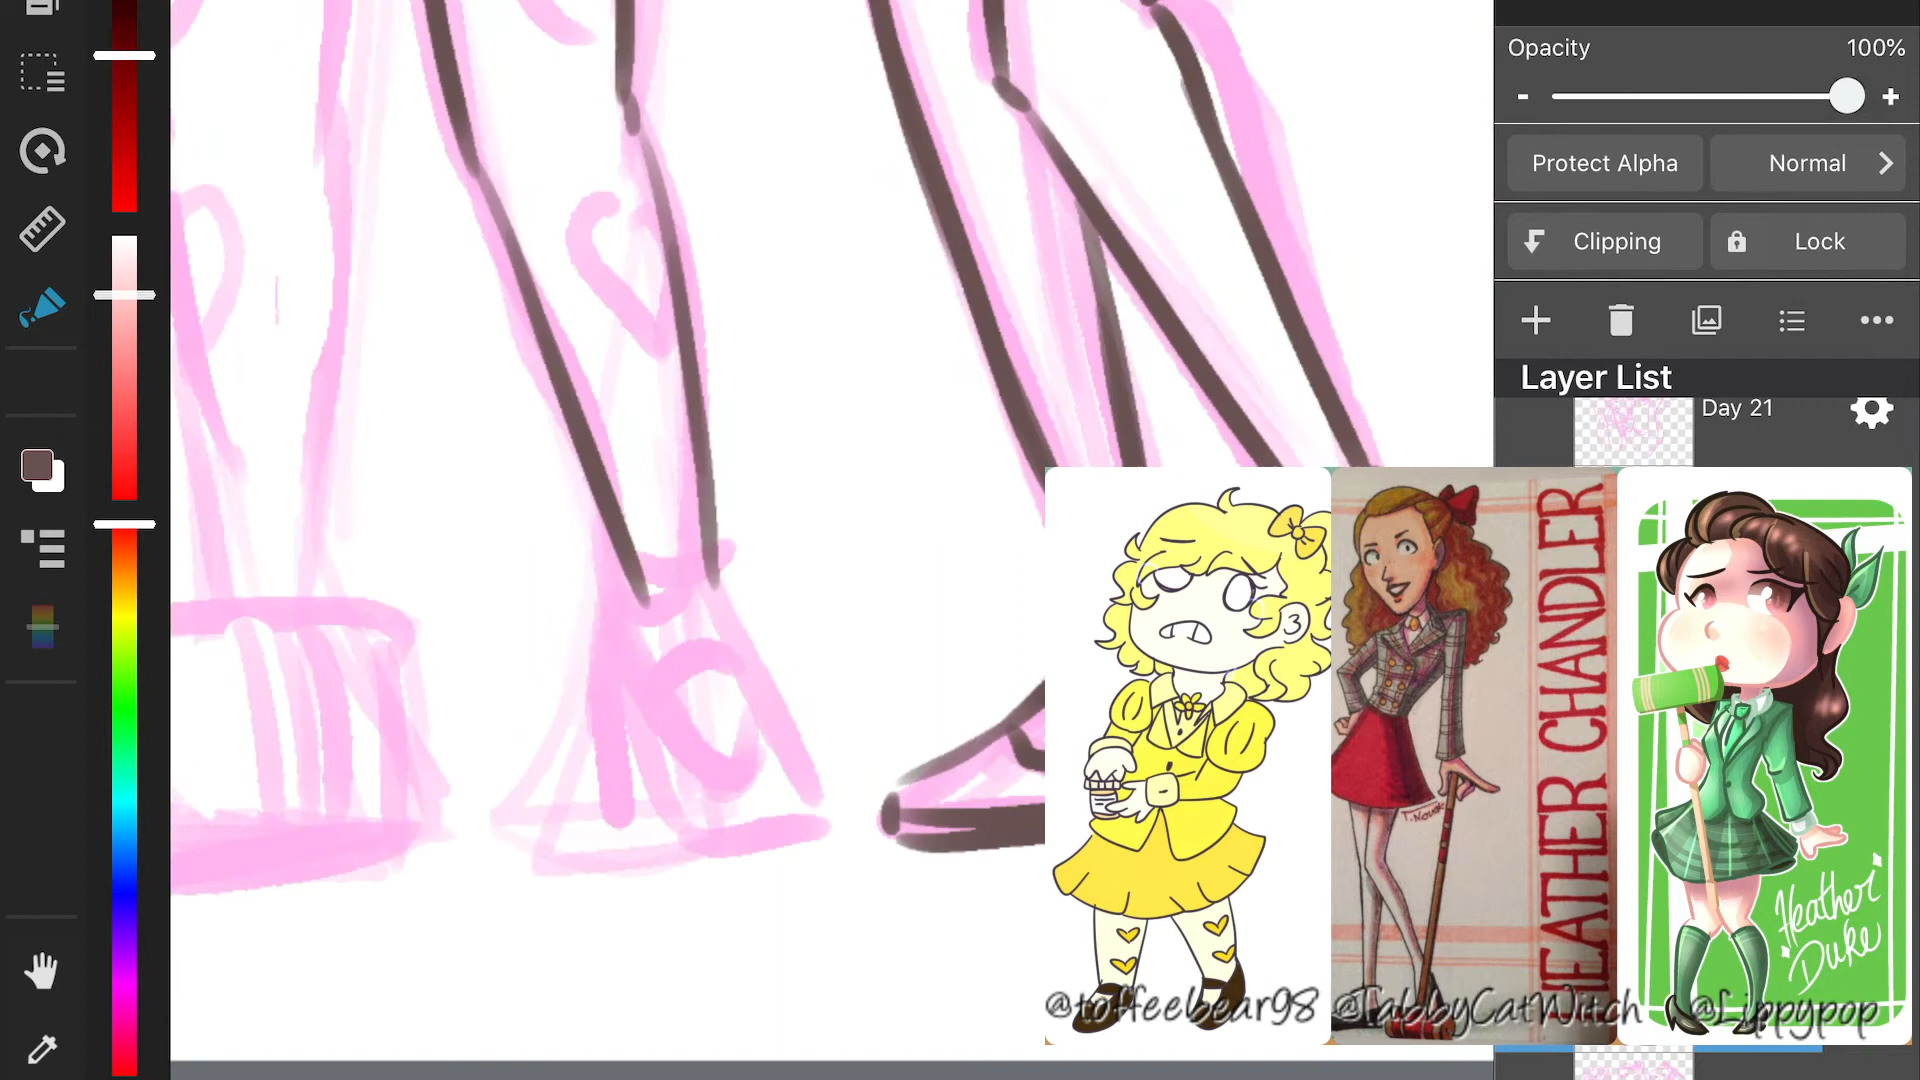 Opacity 100%
- +
Protect Alpha
Normal
Clipping
Lock
Layer List
Day 21
HEATHER CHANDLER
Heather
Duke
@toffeebear98 @TabbyCatWitch @Lippypop